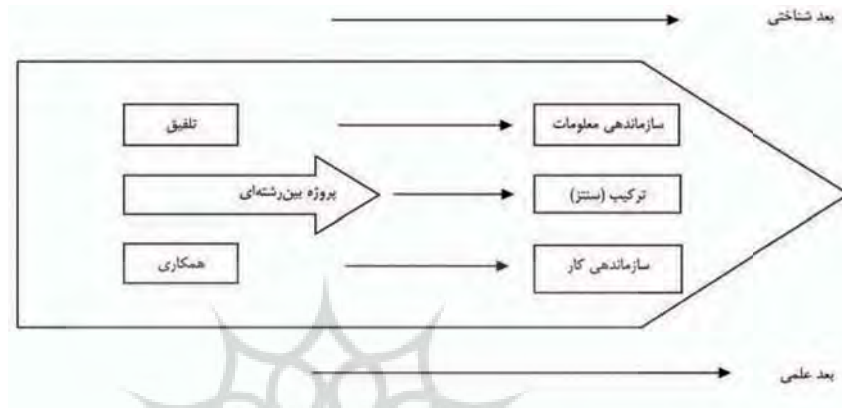 بعد شناختی
تلفیق
سازماندهی معلومات
پروژه بین‌رشته‌ای
ترکیب (سنتز)
همکاری
سازماندهی کار
بعد علمی